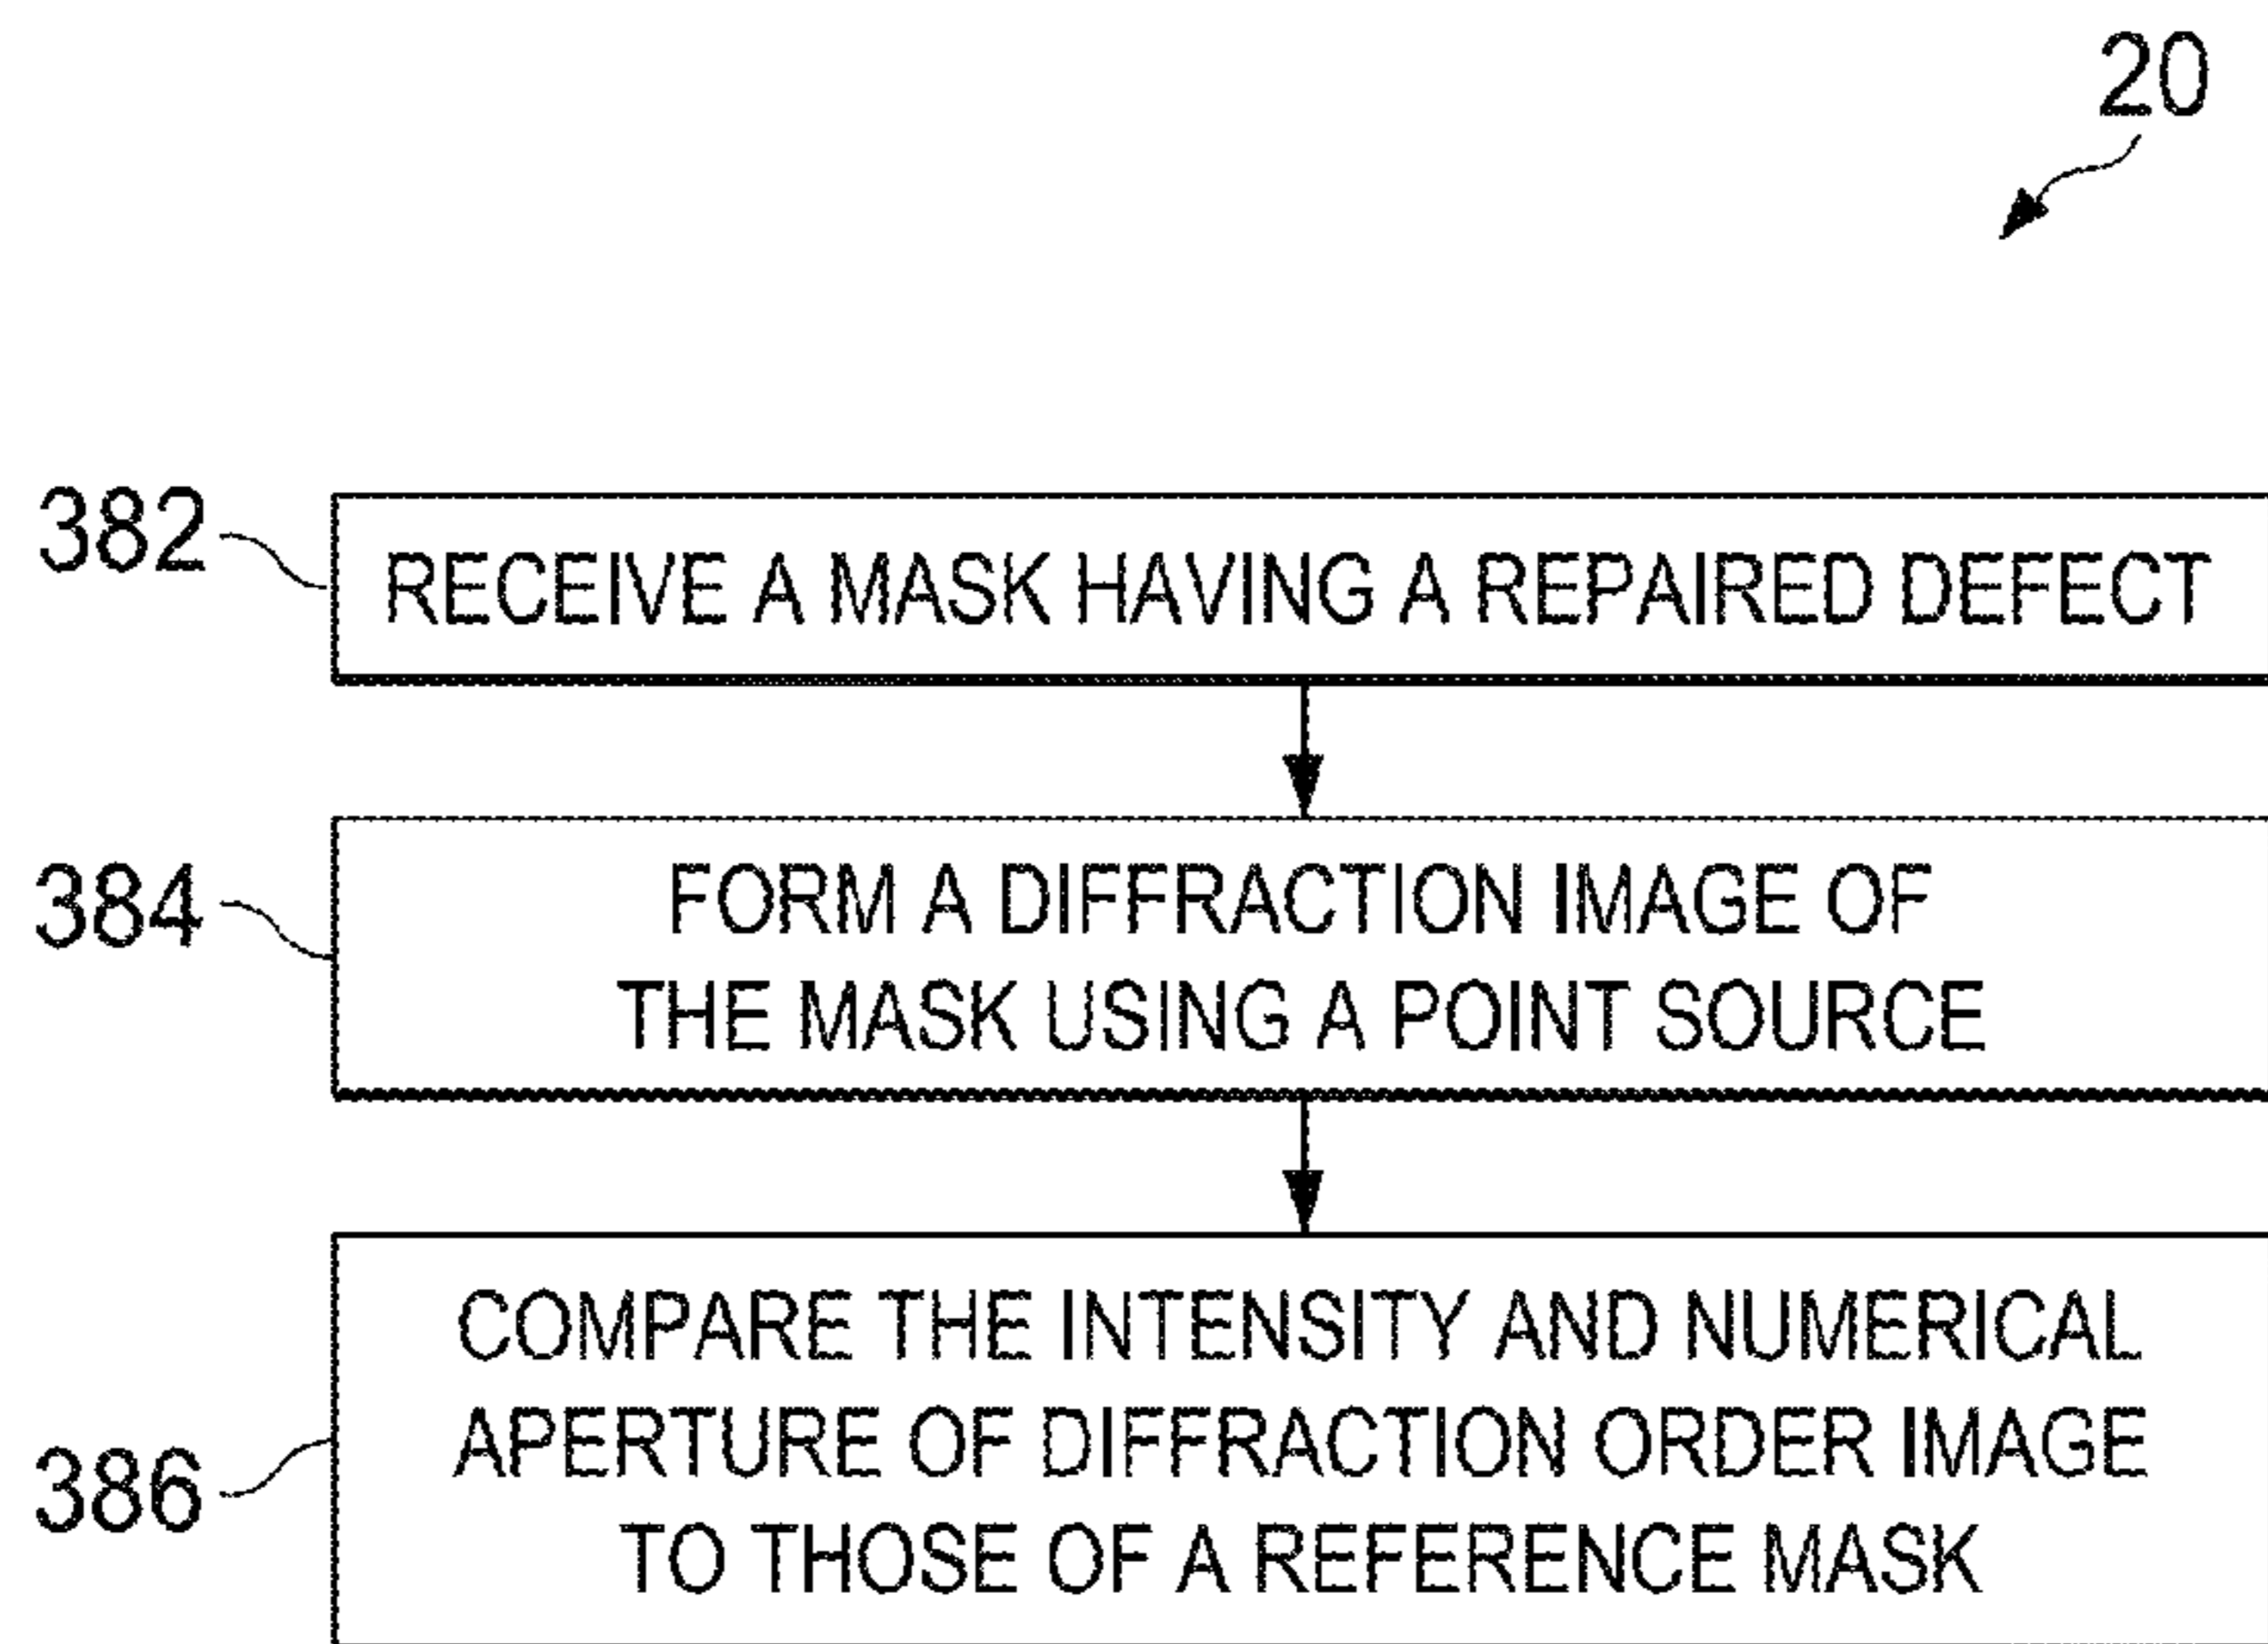 20
382
RECEIVE A MASK HAVING A REPAIRED DEFECT
384
FORM A DIFFRACTION IMAGE OF
THE MASK USING A POINT SOURCE
386
COMPARE THE INTENSITY AND NUMERICAL
APERTURE OF DIFFRACTION ORDER IMAGE
TO THOSE OF A REFERENCE MASK